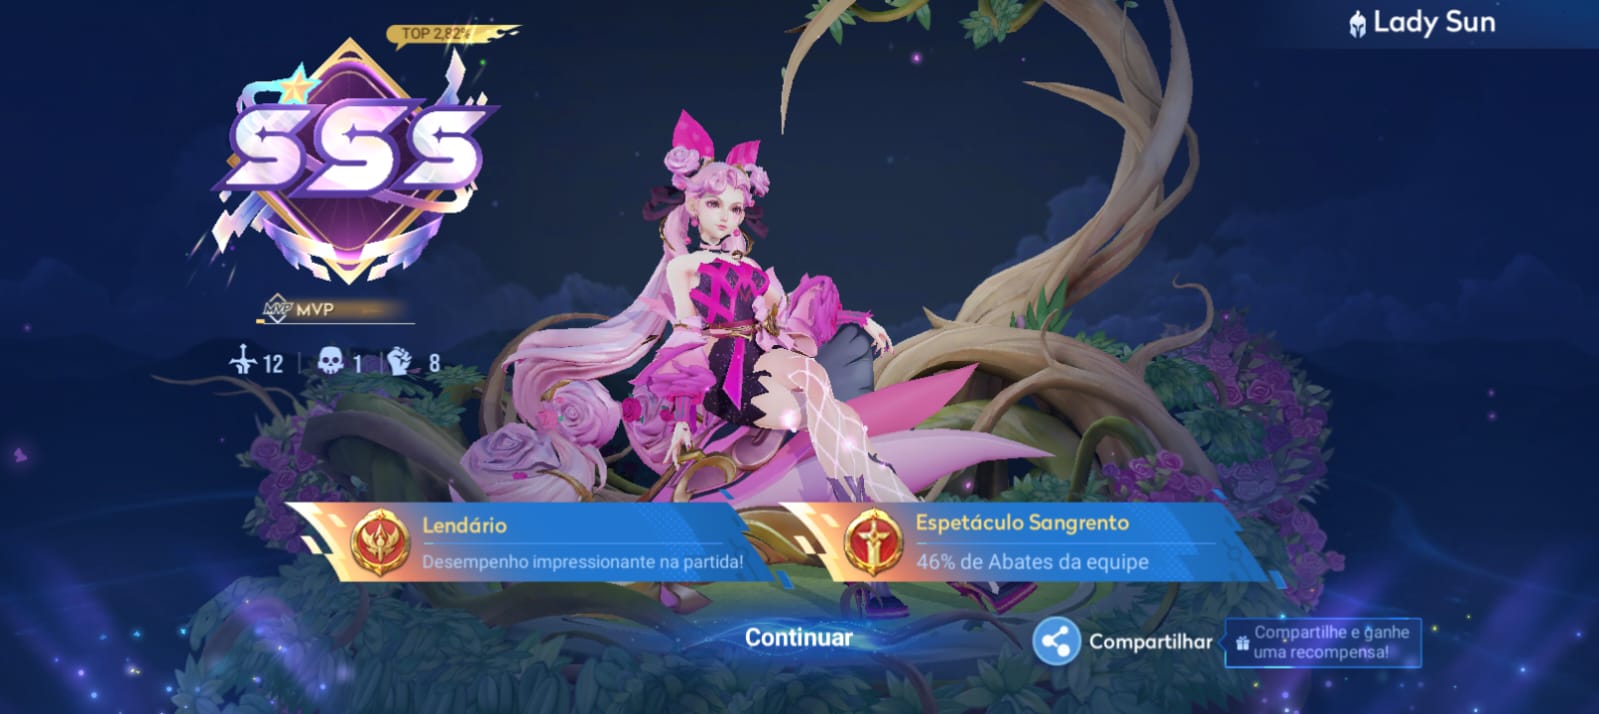 TOP 2,82%
Lady Sun
SSS
MVP MVP
12 1 8
Lendário
Desempenho impressionante na partida!
Espetáculo Sangrento
46% de Abates da equipe
Continuar
Compartilhar
Compartilhe e ganhe
uma recompensa!